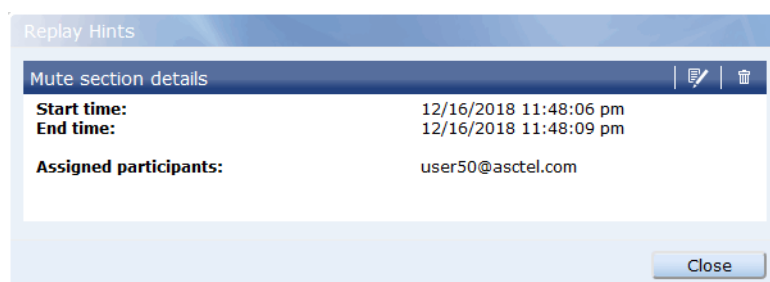 Replay Hints
Mute section details
Start time: 12/16/2018 11:48:06 pm
End time: 12/16/2018 11:48:09 pm
Assigned participants: user50@asctel.com
Close